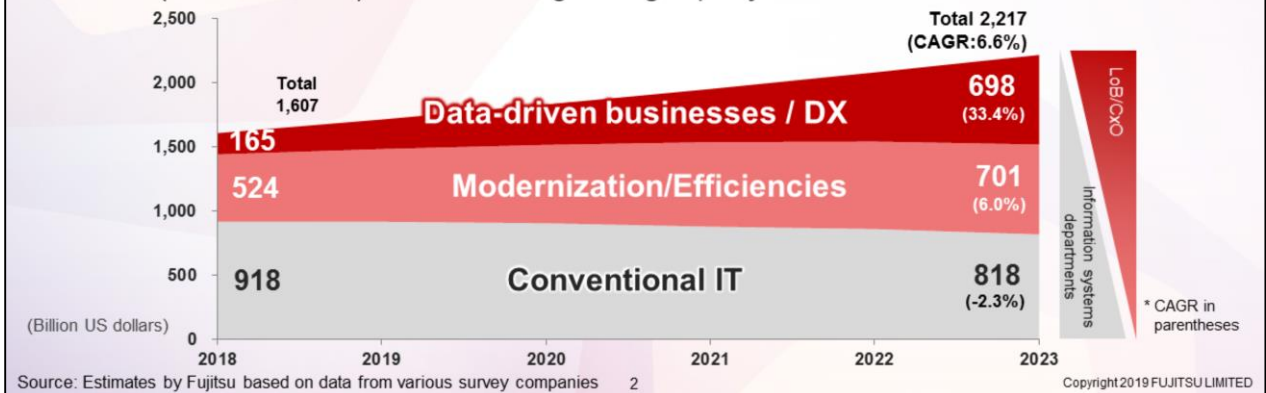 2,500
2,000
1,500
1,000
500
0
(Billion US dollars)
Total
1,607
Total 2,217
(CAGR:6.6%)
165
Data-driven businesses / DX
698
(33.4%)
524
Modernization/Efficiencies
701
(6.0%)
918
Conventional IT
818
(-2.3%)
2018
2019
2020
2021
2022
2023
LoB/CxO
Information systems
departments
* CAGR in
parentheses
Source: Estimates by Fujitsu based on data from various survey companies
2
Copyright 2019 FUJITSU LIMITED